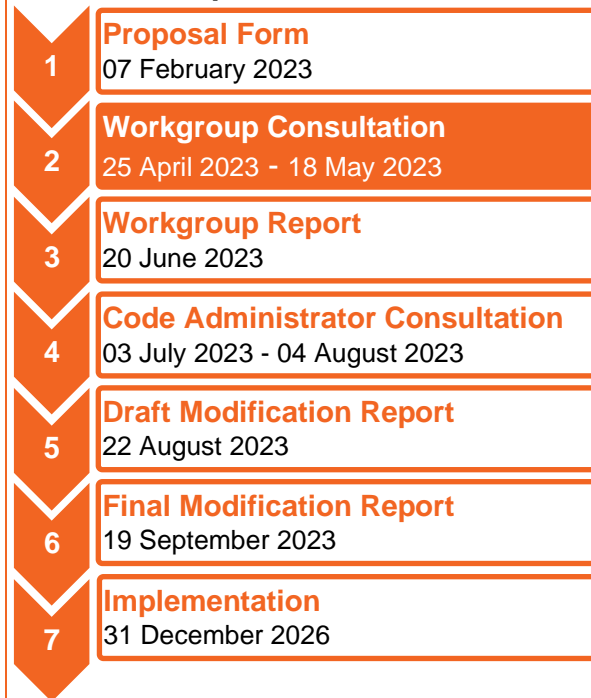 Proposal Form
1
07 February 2023
Workgroup Consultation
2
25 April 2023 - 18 May 2023
Workgroup Report
3
20 June 2023
Code Administrator Consultation
4
03 July 2023 - 04 August 2023
Draft Modification Report
5
22 August 2023
Final Modification Report
6
19 September 2023
Implementation
7
31 December 2026